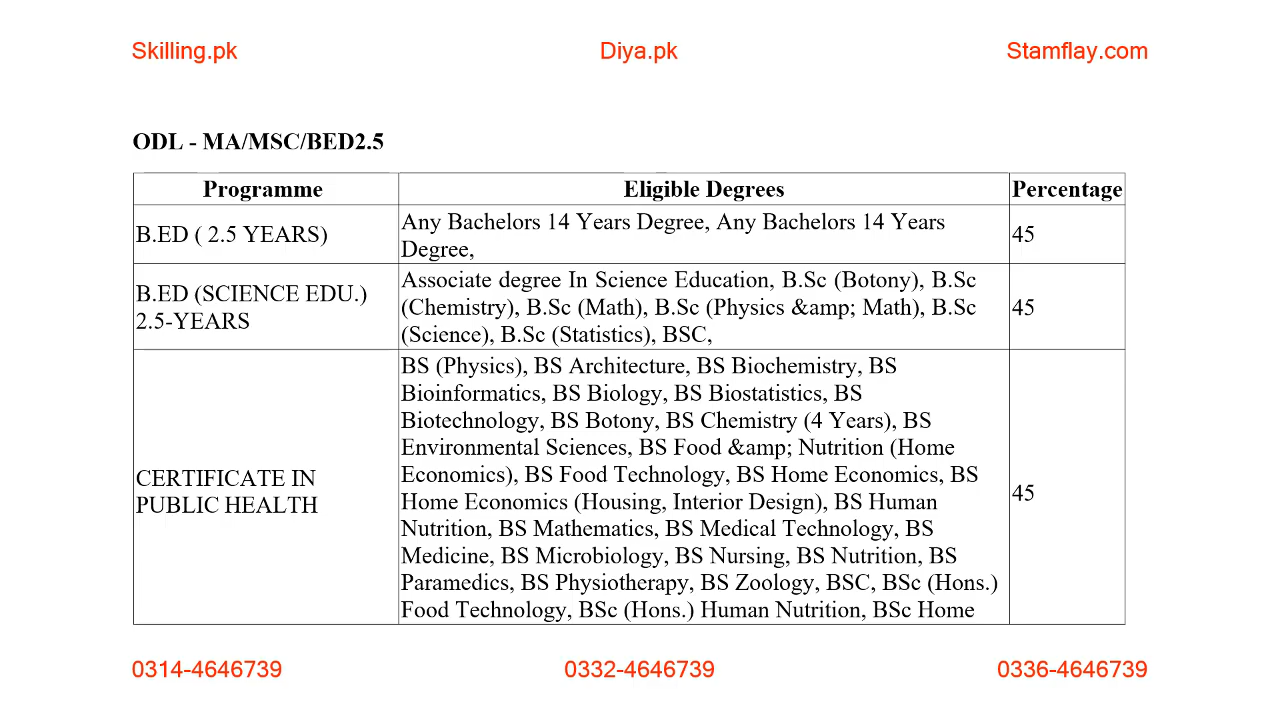 Skilling.pk Diya.pk Stamflay.com
ODL - MA/MSC/BED2.5
Programme Eligible Degrees Percentage
B.ED ( 2.5 YEARS)
Any Bachelors 14 Years Degree, Any Bachelors 14 Years
Degree,
45
B.ED (SCIENCE EDU.)
2.5-YEARS
Associate degree In Science Education, B.Sc (Botony), B.Sc
(Chemistry), B.Sc (Math), B.Sc (Physics &amp; Math), B.Sc
(Science), B.Sc (Statistics), BSC,
45
CERTIFICATE IN
PUBLIC HEALTH
BS (Physics), BS Architecture, BS Biochemistry, BS
Bioinformatics, BS Biology, BS Biostatistics, BS
Biotechnology, BS Botony, BS Chemistry (4 Years), BS
Environmental Sciences, BS Food &amp; Nutrition (Home
Economics), BS Food Technology, BS Home Economics, BS
Home Economics (Housing, Interior Design), BS Human
Nutrition, BS Mathematics, BS Medical Technology, BS
Medicine, BS Microbiology, BS Nursing, BS Nutrition, BS
Paramedics, BS Physiotherapy, BS Zoology, BSC, BSc (Hons.)
Food Technology, BSc (Hons.) Human Nutrition, BSc Home
45
0314-4646739 0332-4646739 0336-4646739